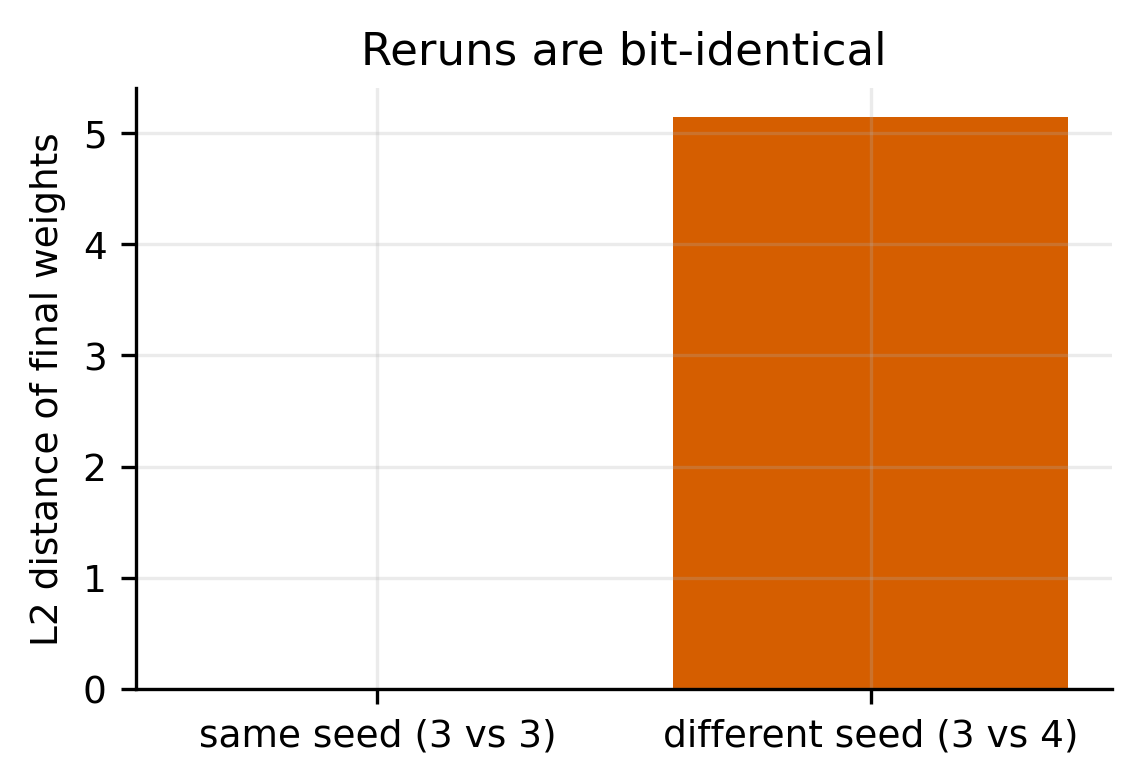 Reruns are bit-identical
L2 distance of final weights
5
4
3
2
1
0
same seed (3 vs 3)
different seed (3 vs 4)